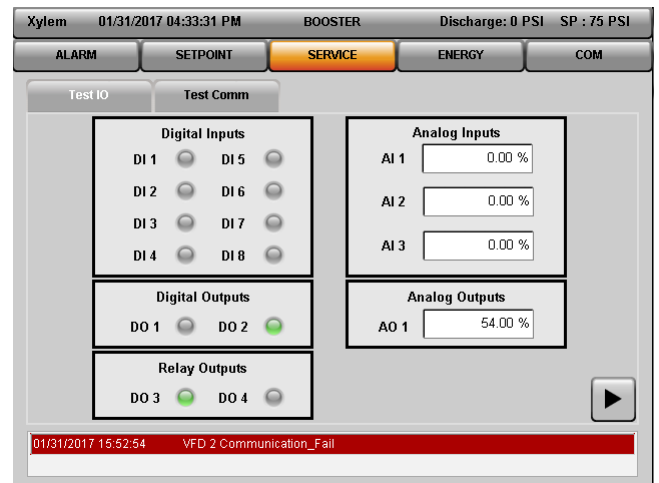 Xylem 01/31/2017 04:33:31 PM BOOSTER Discharge: 0 PSI SP : 75 PSI
ALARM SETPOINT SERVICE ENERGY COM
Test IO Test Comm
Digital Inputs
DI 1 DI 5
DI 2 DI 6
DI 3 DI 7
DI 4 DI 8
Analog Inputs
AI 1 0.00 %
AI 2 0.00 %
AI 3 0.00 %
Digital Outputs
DO 1 DO 2
Analog Outputs
AO 1 54.00 %
Relay Outputs
DO 3 DO 4
01/31/2017 15:52:54 VFD 2 Communication_Fail